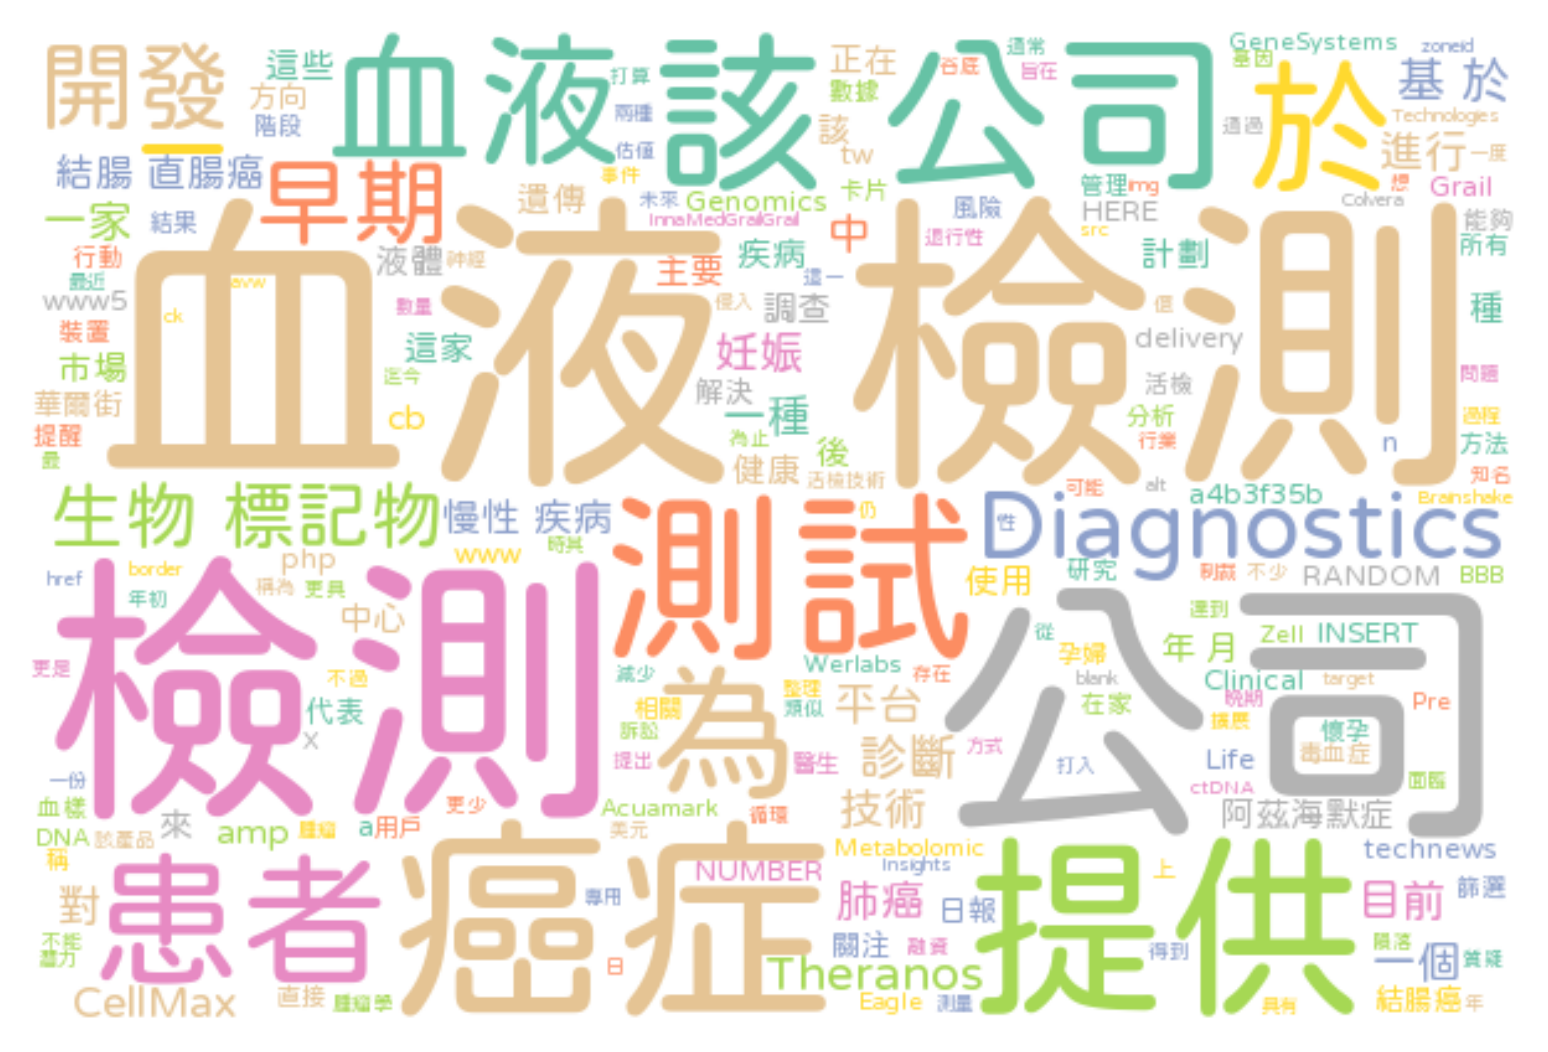 開發
這些
血液
打算
該公司
正在
谷底
通常
旨在
GeneSystems
基因
zoneid
方向
階段
兩種
估值
事件
數據
該
tw
於
基於
Technologies
通過
進行
一度
結腸 直腸癌
早期
遺傳
未來
Genomics
卡片
中
風險
管理
img
HERE
想
Grail
Colvera
能夠
一家
結果
InnaMedGrailGrail
退行性
src
所有
行動
最近
www5
裝置
血液
檢測
avw
ck
液體
神經
數量
主要
疾病
這一
侵入
調查
計劃
但
delivery
種
市場
這家
妊娠
解決
活檢
問題
華爾街
迄今
cb
一種
分析
過程
提醒
最
為止
後
行業
n
方法
健康
活檢技術
知名
生物 標記物
慢性 疾病
測試
仍
可能
alt
a4b3f35b
Brainshake
Diagnostics
性
時其
www
php
href
border
稱為
更具
年初
使用
研究
制裁
不少
RANDOM
BBB
檢測
中心
公司
達到
從
年 月
Zell
INSERT
更是
不過
減少
Werlabs
存在
孕婦
blank
Clinical
target
代表
x
為
整理
類似
相關
訴訟
平台
在家
晚期
擴展
Pre
懷孕
毒血症
提出
醫生
診斷
方式
打入
Life
ctDNA
面臨
一份
血樣
更少
Acuamark
循環
技術
阿茲海默症
DNA
該產品
來
amp
腫瘤
a用戶
美元
Metabolomic
Insights
technews
稱
患者
癌症
NUMBER
提供
上
對
專用
肺癌
日報
目前
篩選
不能
潛力
日
關注
融資
得到
隕落
一個
質疑
Theranos
CellMax
直接
腫瘤學
Eagle
測量
具有
結腸癌
年